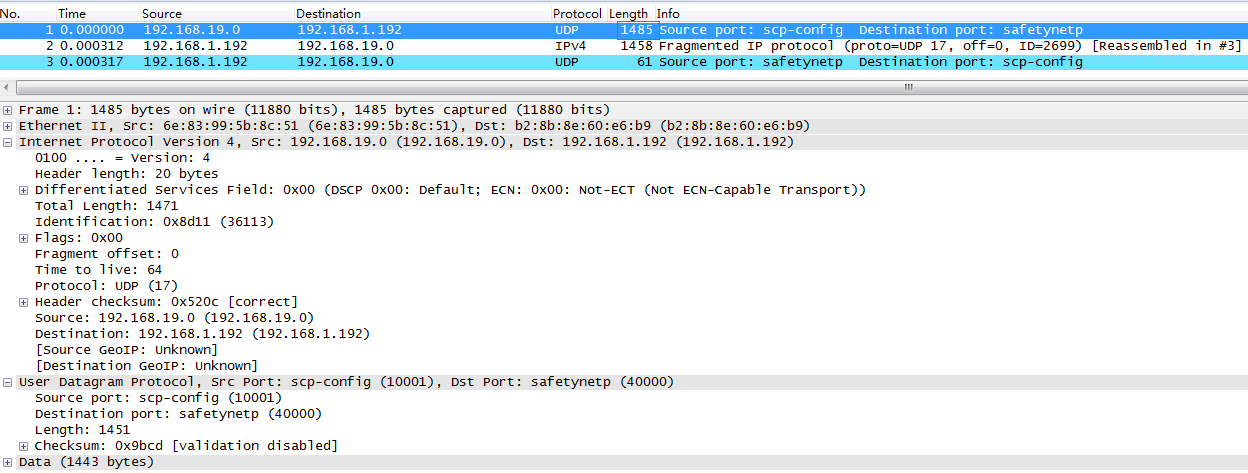 No. Time Source Destination Protocol Length Info
1 0.000000 192.168.19.0 192.168.1.192 UDP 1485 Source port: scp-config Destination port: safetynetp
2 0.000312 192.168.1.192 192.168.19.0 IPv4 1458 Fragmented IP protocol (proto=UDP 17, off=0, ID=2699) [Reassembled in #3]
3 0.000317 192.168.1.192 192.168.19.0 UDP 61 Source port: safetynetp Destination port: scp-config
Frame 1: 1485 bytes on wire (11880 bits), 1485 bytes captured (11880 bits)
Ethernet II, Src: 6e:83:99:5b:8c:51 (6e:83:99:5b:8c:51), Dst: b2:8b:8e:60:e6:b9 (b2:8b:8e:60:e6:b9)
Internet Protocol Version 4, Src: 192.168.19.0 (192.168.19.0), Dst: 192.168.1.192 (192.168.1.192)
0100 .... = Version: 4
Header length: 20 bytes
Differentiated Services Field: 0x00 (DSCP 0x00: Default; ECN: 0x00: Not-ECT (Not ECN-Capable Transport))
Total Length: 1471
Identification: 0x8d11 (36113)
Flags: 0x00
Fragment offset: 0
Time to live: 64
Protocol: UDP (17)
Header checksum: 0x520c [correct]
Source: 192.168.19.0 (192.168.19.0)
Destination: 192.168.1.192 (192.168.1.192)
[Source GeoIP: Unknown]
[Destination GeoIP: Unknown]
User Datagram Protocol, Src Port: scp-config (10001), Dst Port: safetynetp (40000)
Source port: scp-config (10001)
Destination port: safetynetp (40000)
Length: 1451
Checksum: 0x9bcd [validation disabled]
Data (1443 bytes)